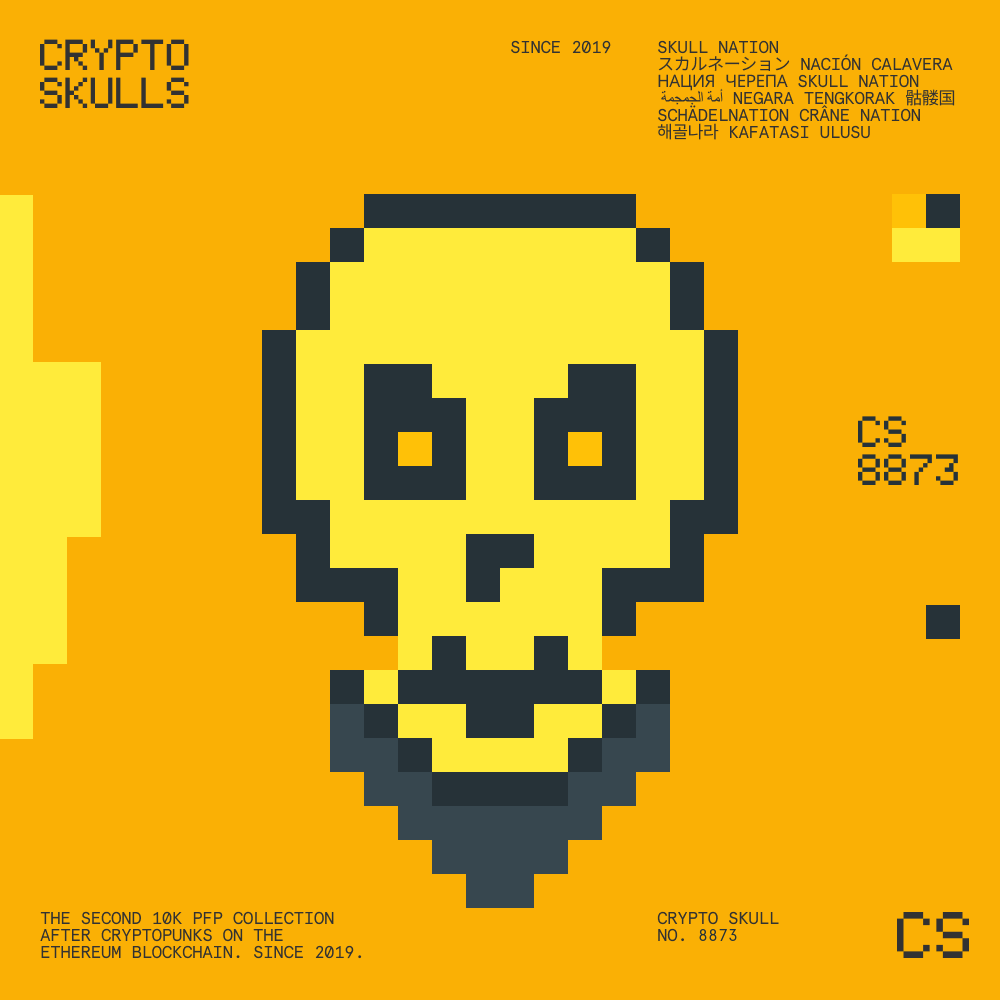 CRYPTO
SKULLS
SINCE 2019
SKULL NATION
スカルネーション NACIÓN CALAVERA
НАЦИЯ ЧЕРЕПА SKULL NATION
أمة الجمجمة NEGARA TENGKORAK 骷髅国
SCHÄDELNATION CRÂNE NATION
해골나라 KAFATASI ULUSU
CS
8873
THE SECOND 10K PFP COLLECTION
AFTER CRYPTOPUNKS ON THE
ETHEREUM BLOCKCHAIN. SINCE 2019.
CRYPTO SKULL
NO. 8873
CS